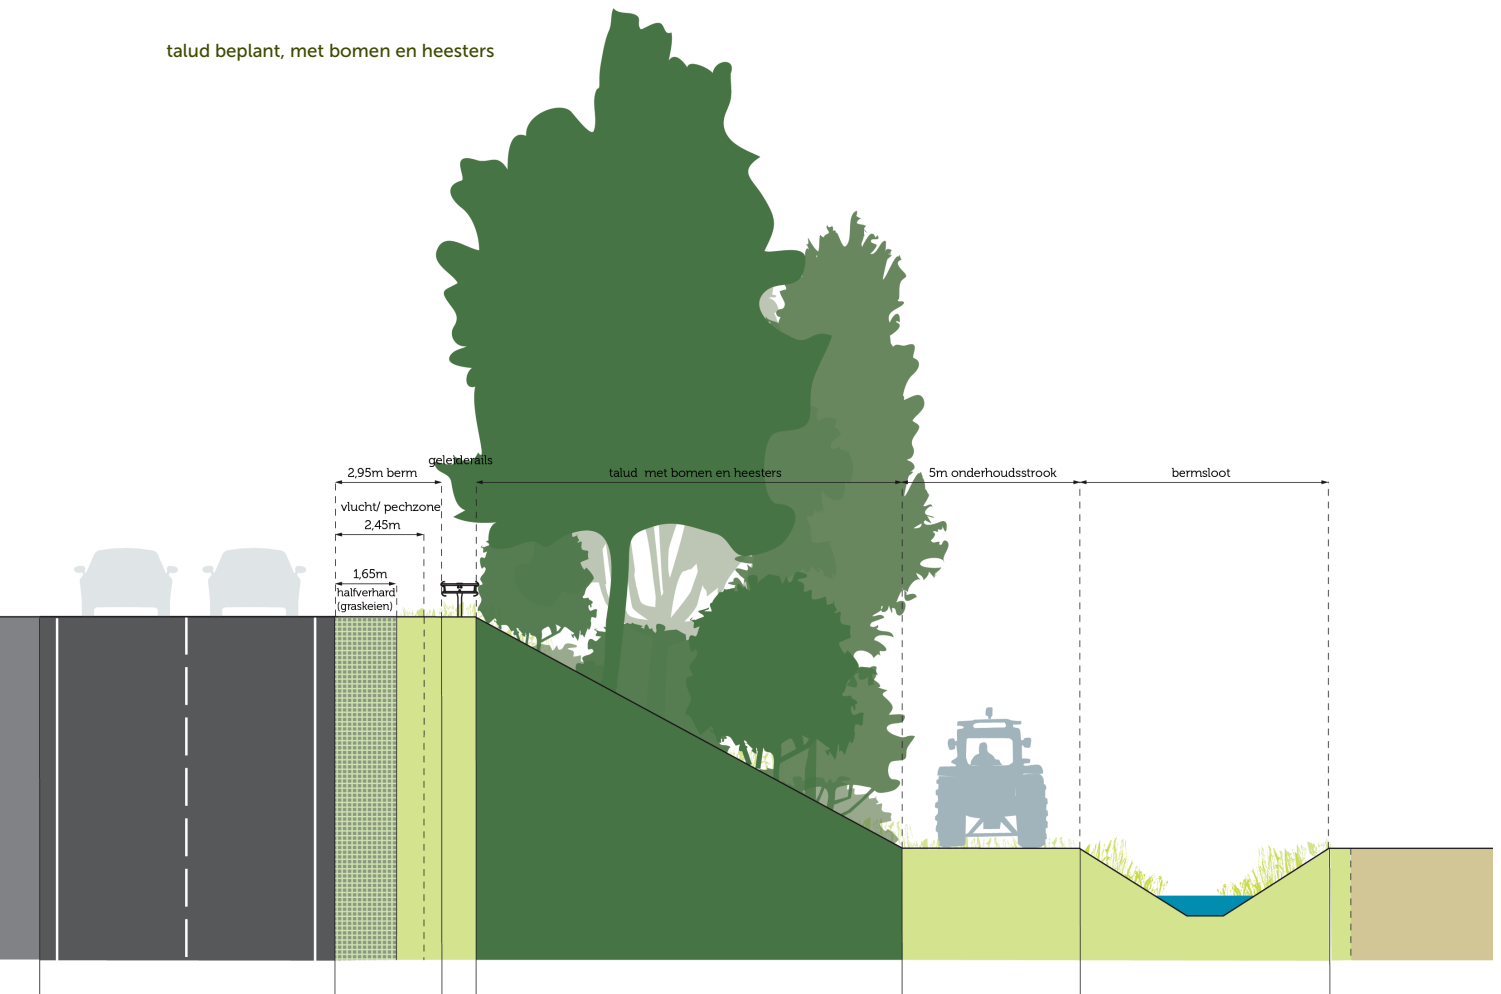 talud beplant, met bomen en heesters
geleiderails
2,95m berm
talud met bomen en heesters
5m onderhoudsstrook
bermsloot
vlucht/ pechzone
2,45m
1,65m
halfverhard
(graskeien)